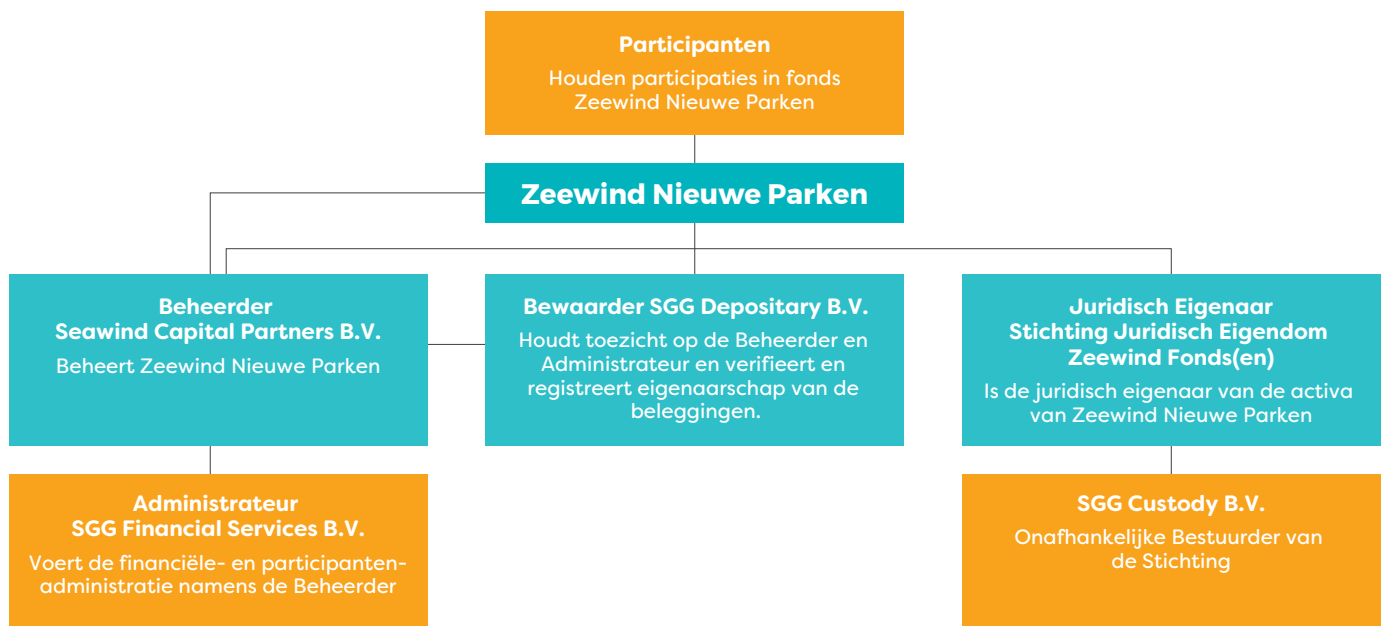 Participanten
Houden participaties in fonds
Zeewind Nieuwe Parken
Zeewind Nieuwe Parken
Beheerder
Seawind Capital Partners B.V.
Beheert Zeewind Nieuwe Parken
Bewaarder SGG Depositary B.V.
Houdt toezicht op de Beheerder en
Administrateur en verifieert en
registreert eigenaarschap van de
beleggingen.
Juridisch Eigenaar
Stichting Juridisch Eigendom
Zeewind Fonds(en)
Is de juridisch eigenaar van de activa
van Zeewind Nieuwe Parken
Administrateur
SGG Financial Services B.V.
Voert de financiële- en participanten-
administratie namens de Beheerder
SGG Custody B.V.
Onafhankelijke Bestuurder van
de Stichting